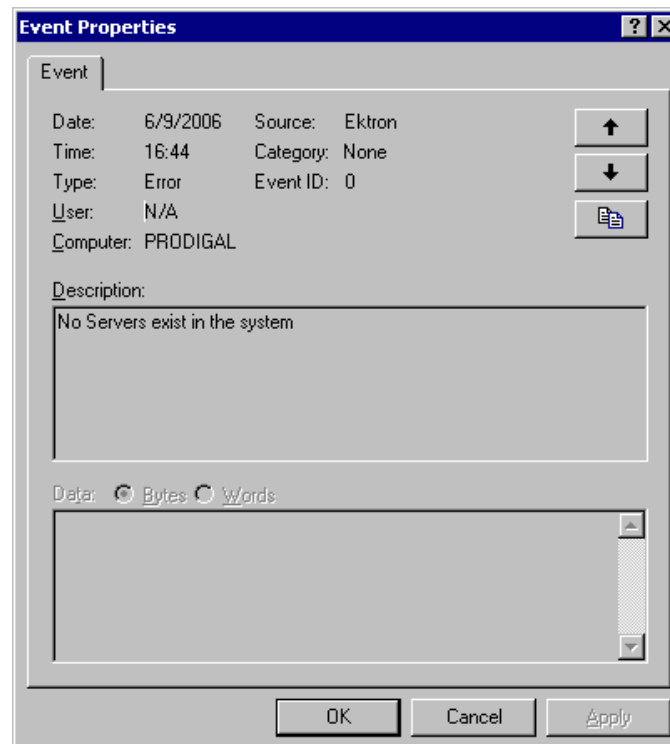 Event Properties
Event
Date: 6/9/2006 Source: Ektron
Time: 16:44 Category: None
Type: Error Event ID: 0
User: N/A
Computer: PRODIGAL
Description:
No Servers exist in the system
Data: Bytes Words
OK Cancel Apply